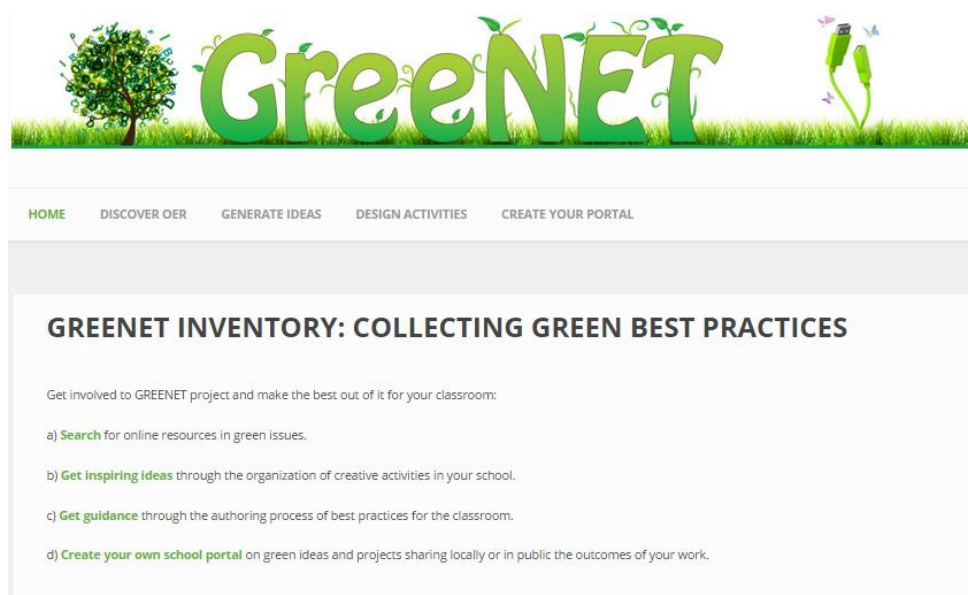 GreeNET
HOME DISCOVER OER GENERATE IDEAS DESIGN ACTIVITIES CREATE YOUR PORTAL
GREENET INVENTORY: COLLECTING GREEN BEST PRACTICES
Get involved to GREENET project and make the best out of it for your classroom:
a) Search for online resources in green issues.
b) Get inspiring ideas through the organization of creative activities in your school.
c) Get guidance through the authoring process of best practices for the classroom.
d) Create your own school portal on green ideas and projects sharing locally or in public the outcomes of your work.